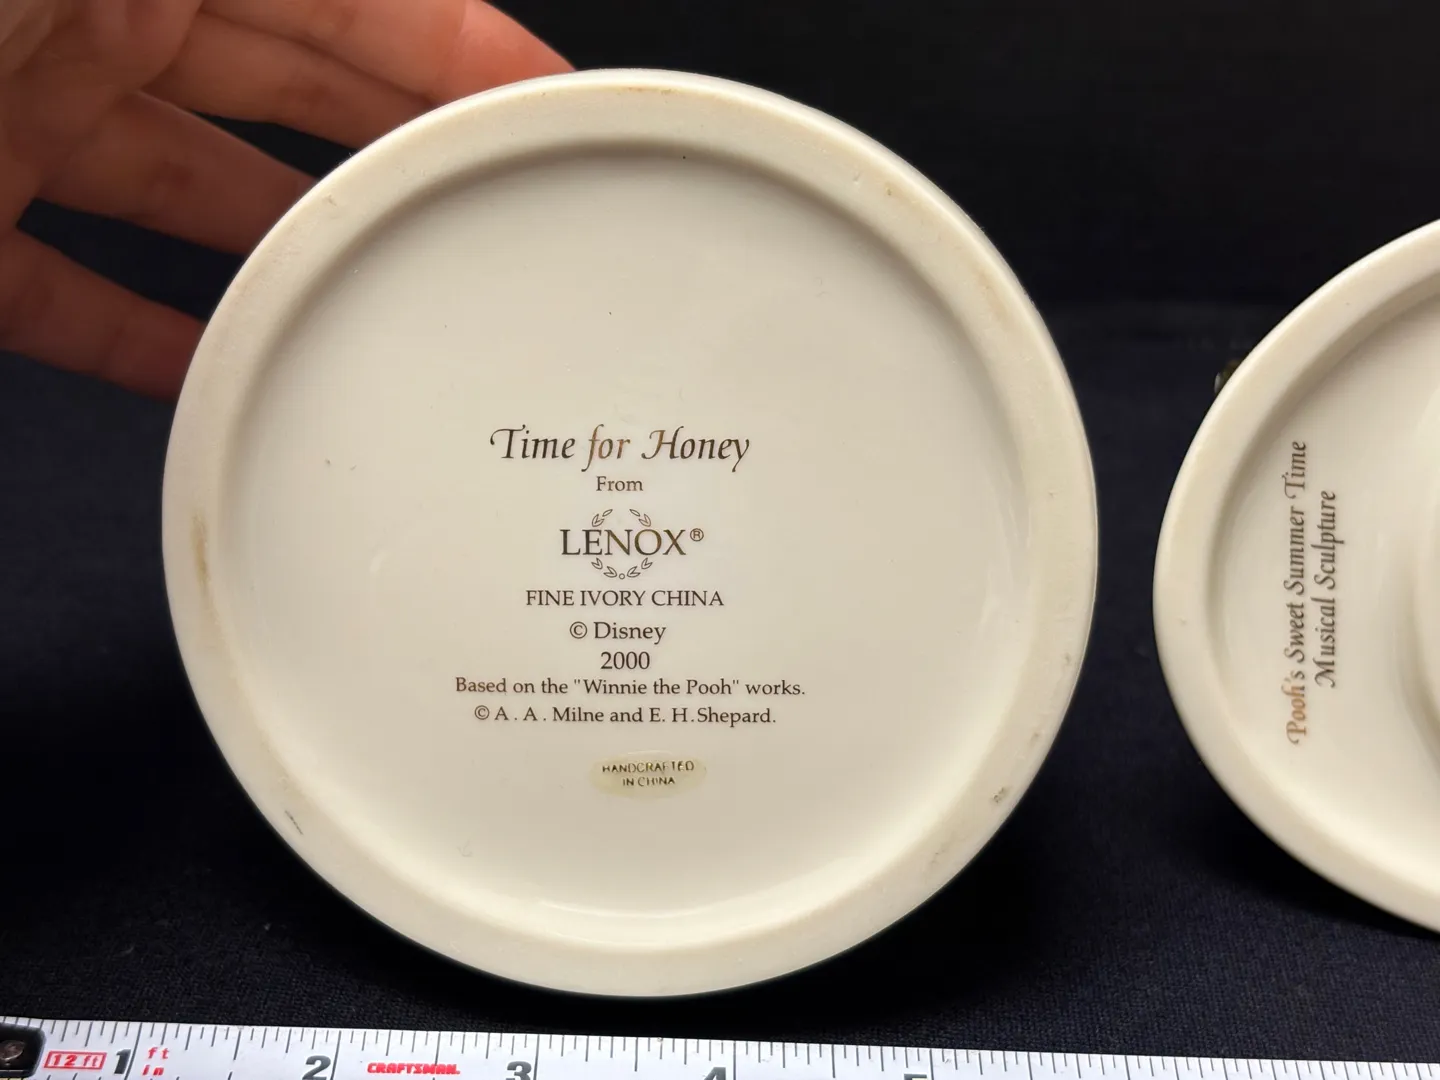 Time for Honey
From
LENOX®
FINE IVORY CHINA
© Disney
2000
Based on the "Winnie the Pooh" works.
© A. A. Milne and E. H. Shepard.
HANDCRAFTED
IN CHINA
Pooh's Sweet Summer Time
Musical Sculpture
12 ft 1 ft in 2 CRAFTSMAN. 3 4 5